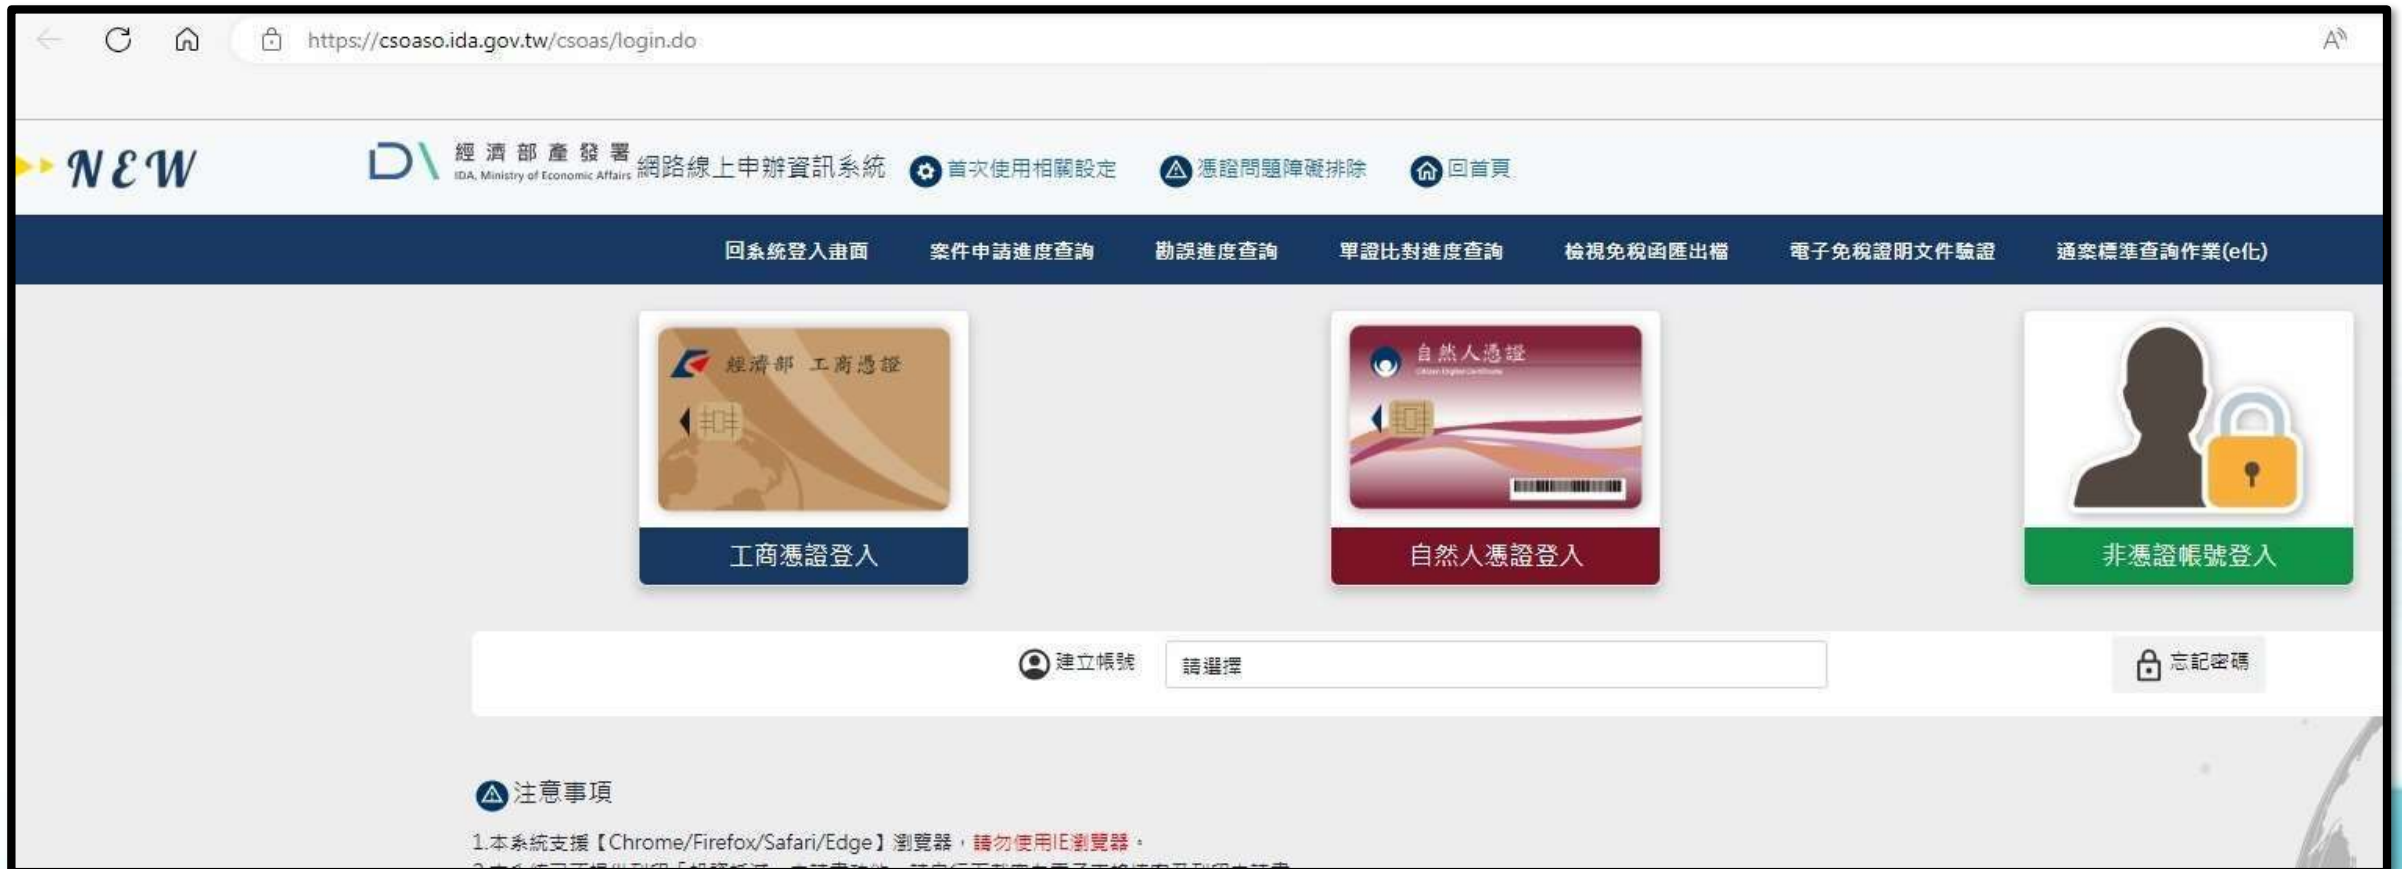 https://csoaso.ida.gov.tw/csoas/login.do
A
NEW
經濟部產發署
IDA, Ministry of Economic Affairs
網路線上申辦資訊系統
首次使用相關設定
憑證問題障礙排除
回首頁
回系統登入畫面 案件申請進度查詢 勘誤進度查詢 單證比對進度查詢 檢視免稅函匯出檔 電子免稅證明文件驗證 通案標準查詢作業(e化)
經濟部 工商憑證
自然人憑證
Citizen Digital Certificate
工商憑證登入
自然人憑證登入
非憑證帳號登入
建立帳號 請選擇 忘記密碼
注意事項
1.本系統支援【Chrome/Firefox/Safari/Edge】瀏覽器，請勿使用IE瀏覽器。